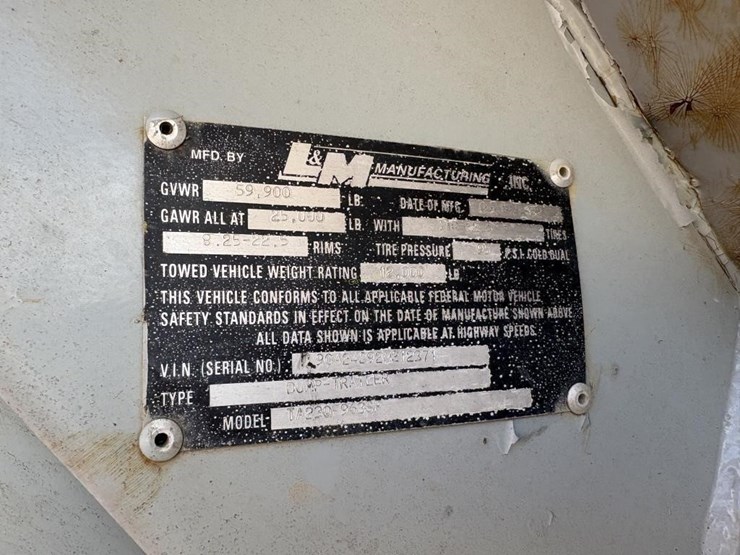 MFD. BY L&M MANUFACTURING INC.
GVWR 59,900 LB. DATE OF MFG.
GAWR ALL AT 25,000 LB. WITH TIRES
8.25-22.5 RIMS TIRE PRESSURE P.S.I. COLD DUAL
TOWED VEHICLE WEIGHT RATING LB
THIS VEHICLE CONFORMS TO ALL APPLICABLE FEDERAL MOTOR VEHICLE
SAFETY STANDARDS IN EFFECT ON THE DATE OF MANUFACTURE SHOWN ABOVE
ALL DATA SHOWN IS APPLICABLE AT HIGHWAY SPEEDS.
V.I.N. (SERIAL NO.)
TYPE DUMP-TRAILER
MODEL